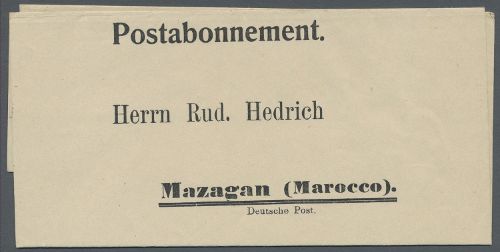 Postabonnement.
Herrn Rud. Hedrich
Mazagan (Marocco).
Deutsche Post.